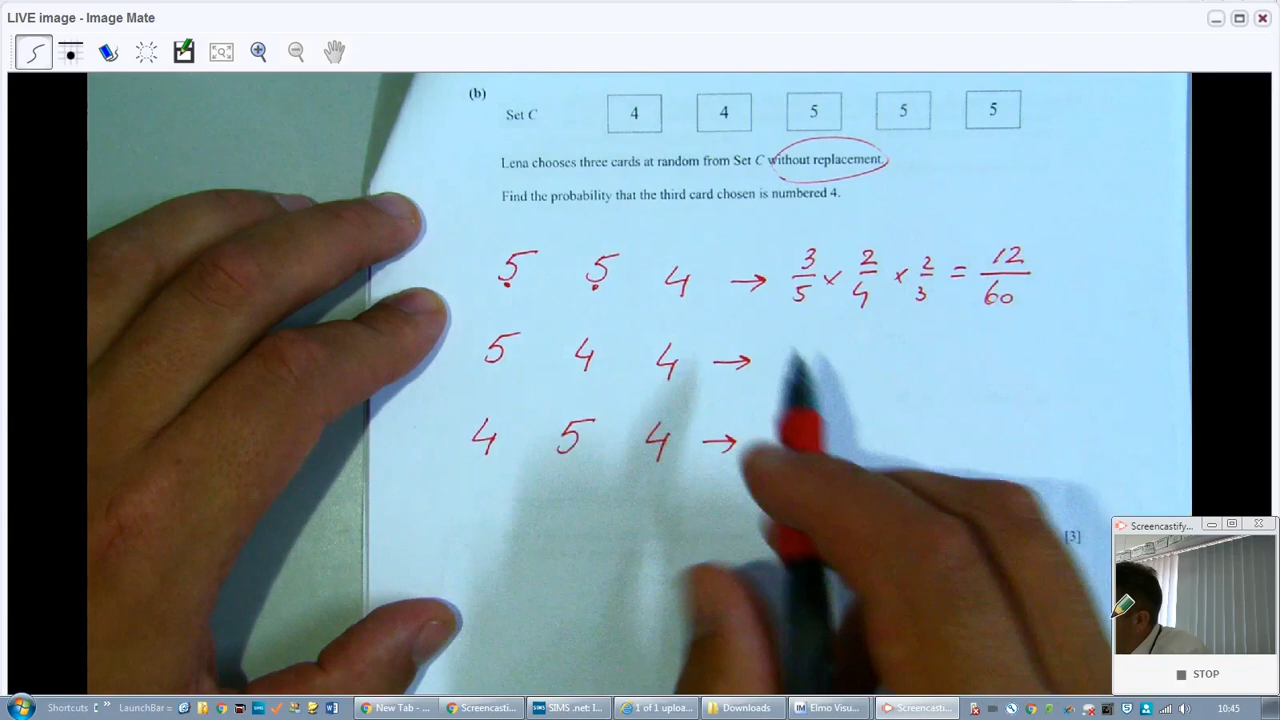 LIVE image - Image Mate
(b)
Set C 4 4 5 5 5
Lena chooses three cards at random from Set C without replacement.
Find the probability that the third card chosen is numbered 4.
5 5 4 → 3/5 × 2/4 × 2/3 = 12/60
5 4 4 →
4 5 4 →
[3]
Screencastify
STOP
Shortcuts LaunchBar New Tab - ... Screencasti... SIMS .net: I... 1 of 1 uploa... Downloads Elmo Visu... Screencasti... 10:45